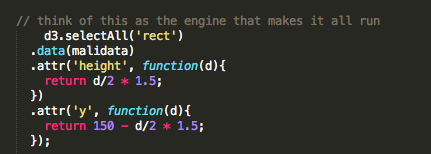 // think of this as the engine that makes it all run
d3.selectAll('rect')
.data(malidata)
.attr('height', function(d){
return d/2 * 1.5;
})
.attr('y', function(d){
return 150 - d/2 * 1.5;
});